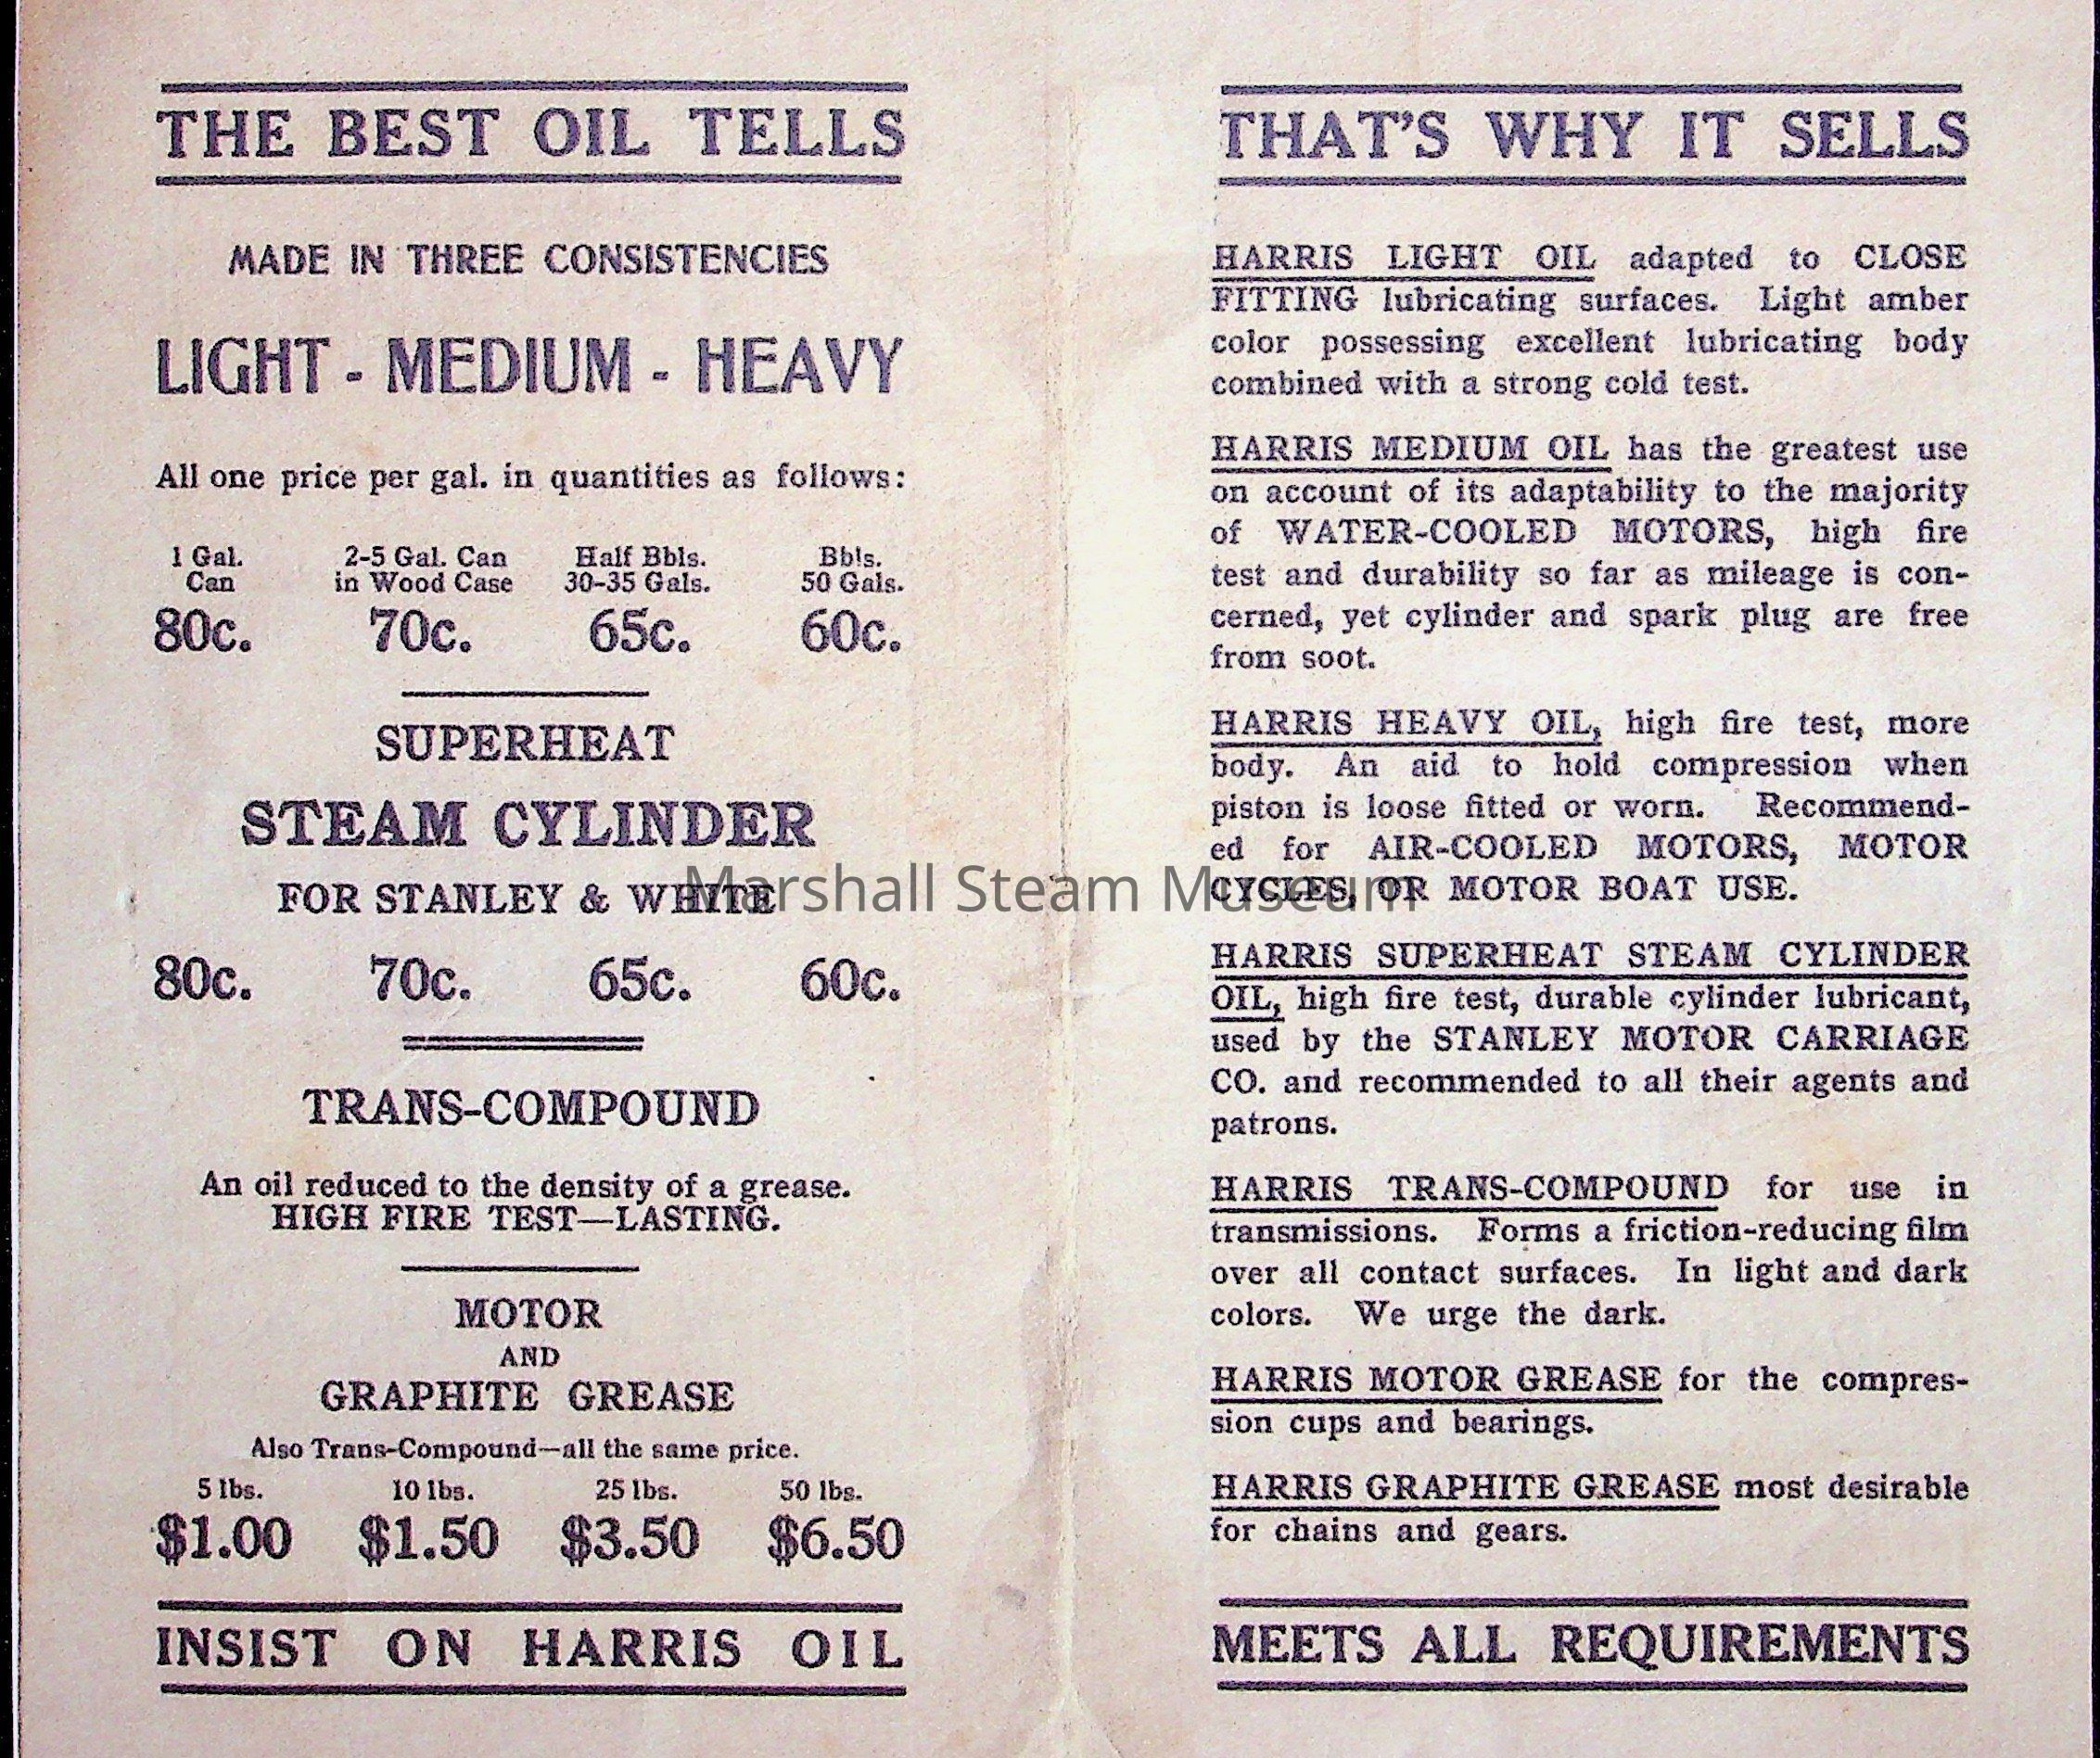 THE BEST OIL TELLS
MADE IN THREE CONSISTENCIES
LIGHT - MEDIUM - HEAVY
All one price per gal. in quantities as follows:
1 Gal. Can 2-5 Gal. Can in Wood Case Half Bbls. 30-35 Gals. Bbls. 50 Gals.
80c. 70c. 65c. 60c.
SUPERHEAT
STEAM CYLINDER
FOR STANLEY & WHITE
80c. 70c. 65c. 60c.
TRANS-COMPOUND
An oil reduced to the density of a grease.
HIGH FIRE TEST—LASTING.
MOTOR
AND
GRAPHITE GREASE
Also Trans-Compound—all the same price.
5 lbs. 10 lbs. 25 lbs. 50 lbs.
$1.00 $1.50 $3.50 $6.50
INSIST ON HARRIS OIL
THAT'S WHY IT SELLS
HARRIS LIGHT OIL adapted to CLOSE
FITTING lubricating surfaces. Light amber
color possessing excellent lubricating body
combined with a strong cold test.
HARRIS MEDIUM OIL has the greatest use
on account of its adaptability to the majority
of WATER-COOLED MOTORS, high fire
test and durability so far as mileage is con-
cerned, yet cylinder and spark plug are free
from soot.
HARRIS HEAVY OIL, high fire test, more
body. An aid to hold compression when
piston is loose fitted or worn. Recommend-
ed for AIR-COOLED MOTORS, MOTOR
CYCLES, OR MOTOR BOAT USE.
HARRIS SUPERHEAT STEAM CYLINDER
OIL, high fire test, durable cylinder lubricant,
used by the STANLEY MOTOR CARRIAGE
CO. and recommended to all their agents and
patrons.
HARRIS TRANS-COMPOUND for use in
transmissions. Forms a friction-reducing film
over all contact surfaces. In light and dark
colors. We urge the dark.
HARRIS MOTOR GREASE for the compres-
sion cups and bearings.
HARRIS GRAPHITE GREASE most desirable
for chains and gears.
MEETS ALL REQUIREMENTS
Marshall Steam Museum